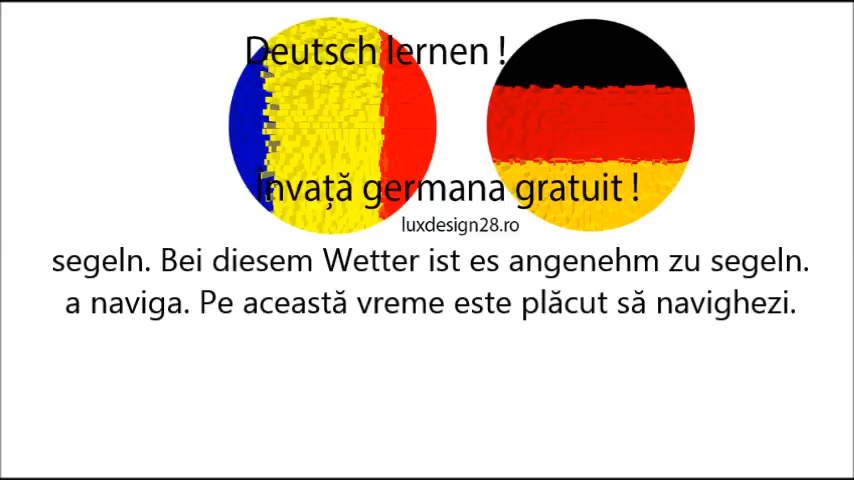 Deutsch lernen !
Invață germana gratuit !
luxdesign28.ro
segeln. Bei diesem Wetter ist es angenehm zu segeln.
a naviga. Pe această vreme este plăcut să navighezi.